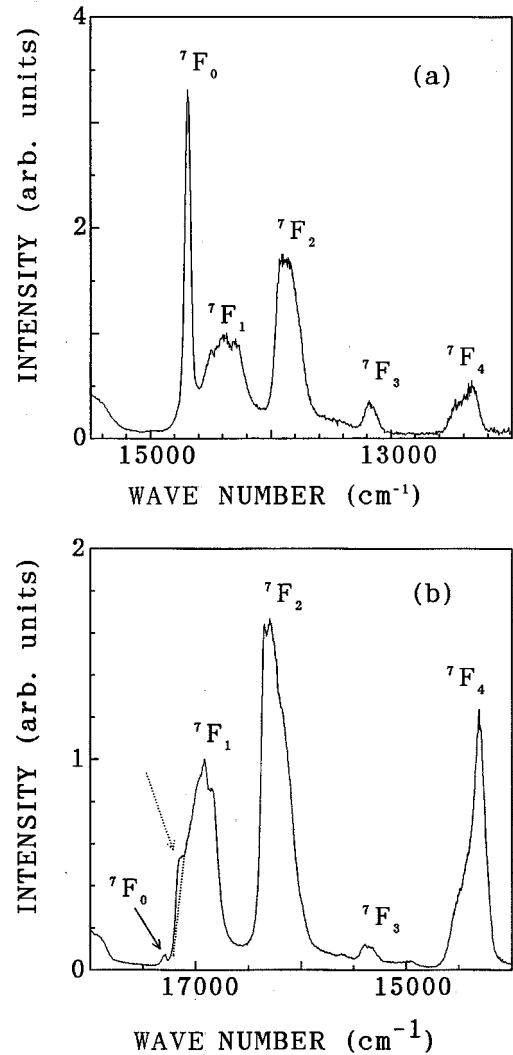 4
⁷F₀
(a)
INTENSITY (arb. units)
2
⁷F₂
⁷F₁
⁷F₃
⁷F₄
0
15000
13000
WAVE NUMBER (cm⁻¹)
2
⁷F₂
(b)
⁷F₄
INTENSITY (arb. units)
⁷F₁
1
⁷F₀
⁷F₃
0
17000
15000
WAVE NUMBER (cm⁻¹)